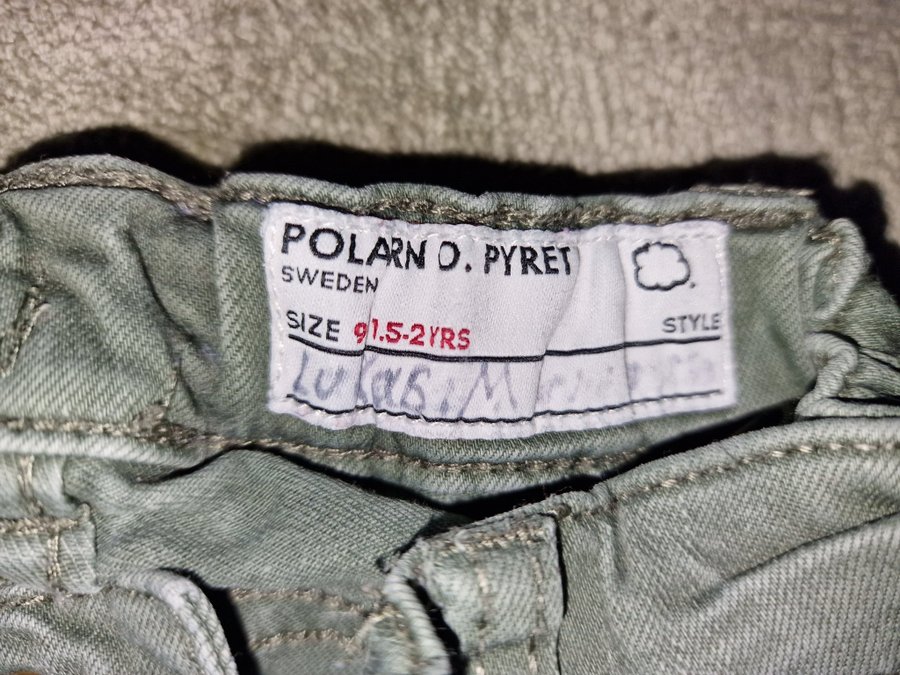 POLARN O. PYRET
SWEDEN
SIZE 9 1.5-2YRS
STYLE
Lukas.M